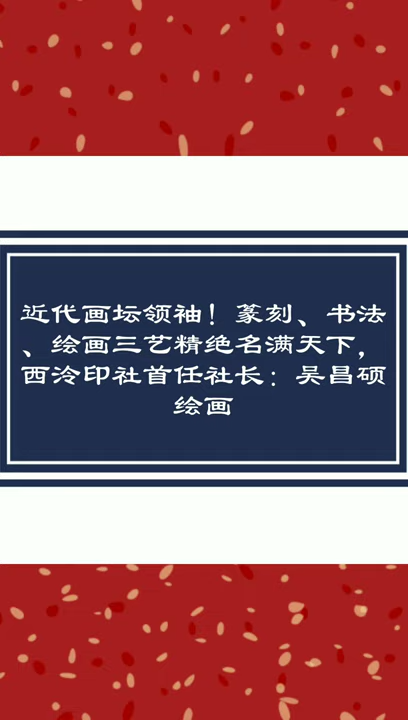 近代画坛领袖！篆刻、书法
、绘画三艺精绝名满天下，
西泠印社首任社长：吴昌硕
绘画